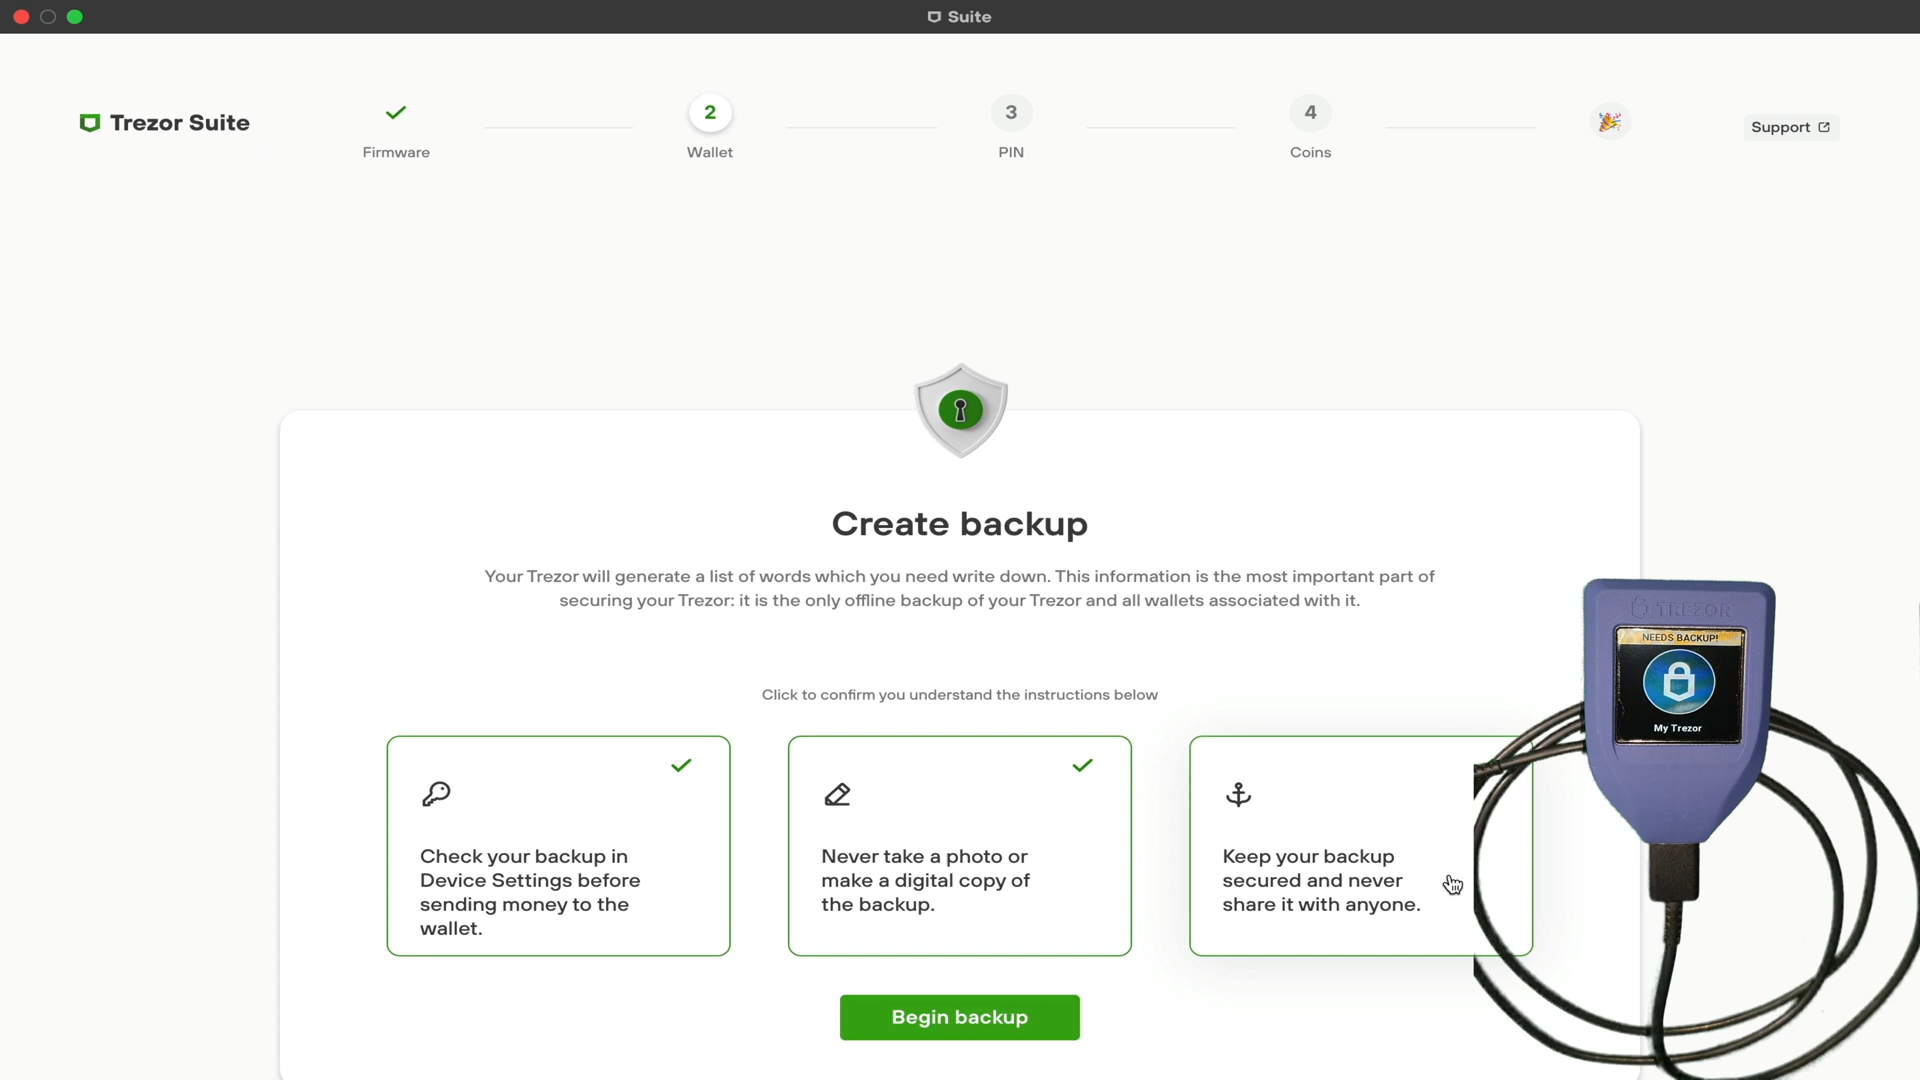 Suite
Trezor Suite
2
3
4
Firmware
Wallet
PIN
Coins
Support
Create backup
Your Trezor will generate a list of words which you need write down. This information is the most important part of
securing your Trezor: it is the only offline backup of your Trezor and all wallets associated with it.
Click to confirm you understand the instructions below
Check your backup in
Device Settings before
sending money to the
wallet.
Never take a photo or
make a digital copy of
the backup.
Keep your backup
secured and never
share it with anyone.
Begin backup
TREZOR
NEEDS BACKUP!
My Trezor